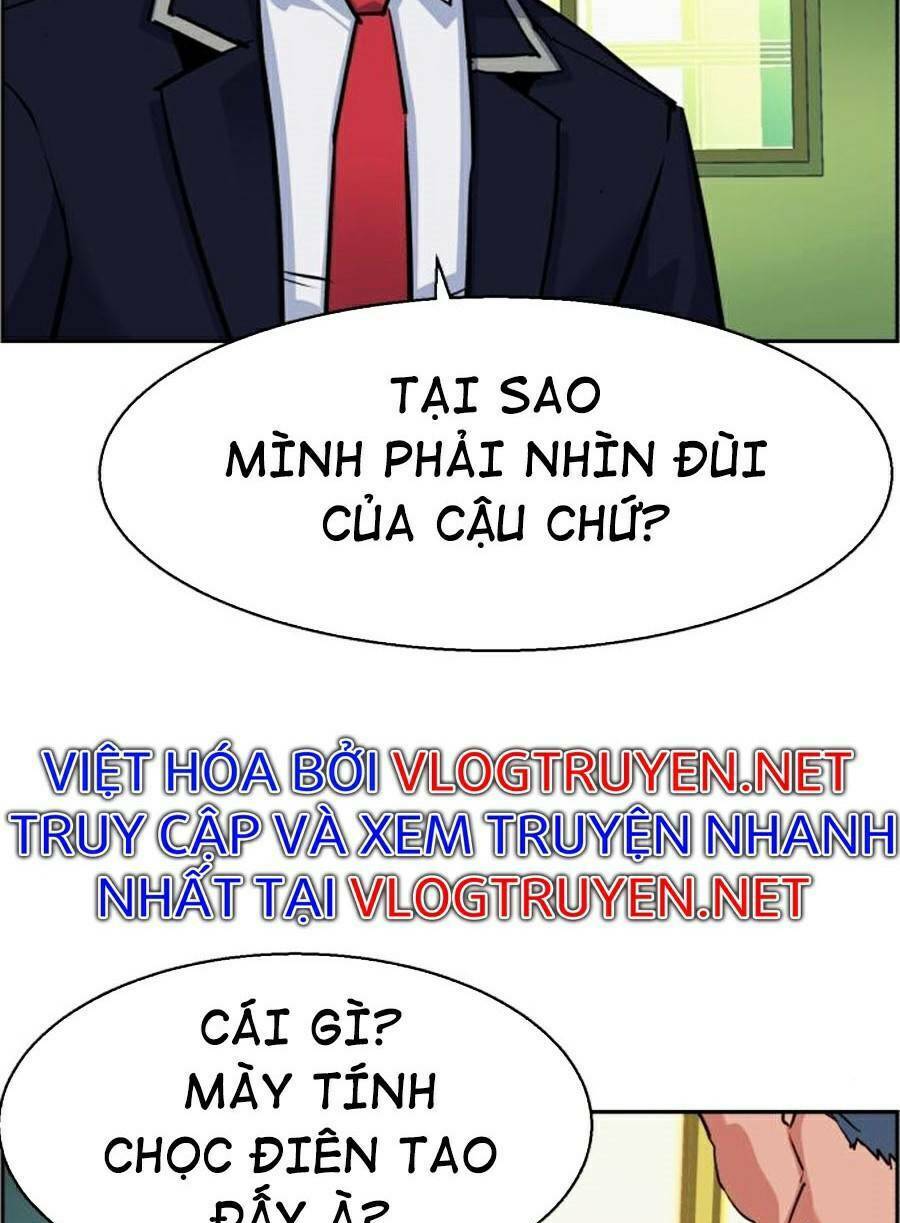 TẠI SAO
MÌNH PHẢI NHÌN ĐÙI
CỦA CẬU CHỨ?
VIỆT HÓA BỞI VLOGTRUYEN.NET
TRUY CẬP VÀ XEM TRUYỆN NHANH
NHẤT TẠI VLOGTRUYEN.NET
CÁI GÌ?
MÀY TÍNH
CHỌC ĐIÊN TAO
ĐẤY À?